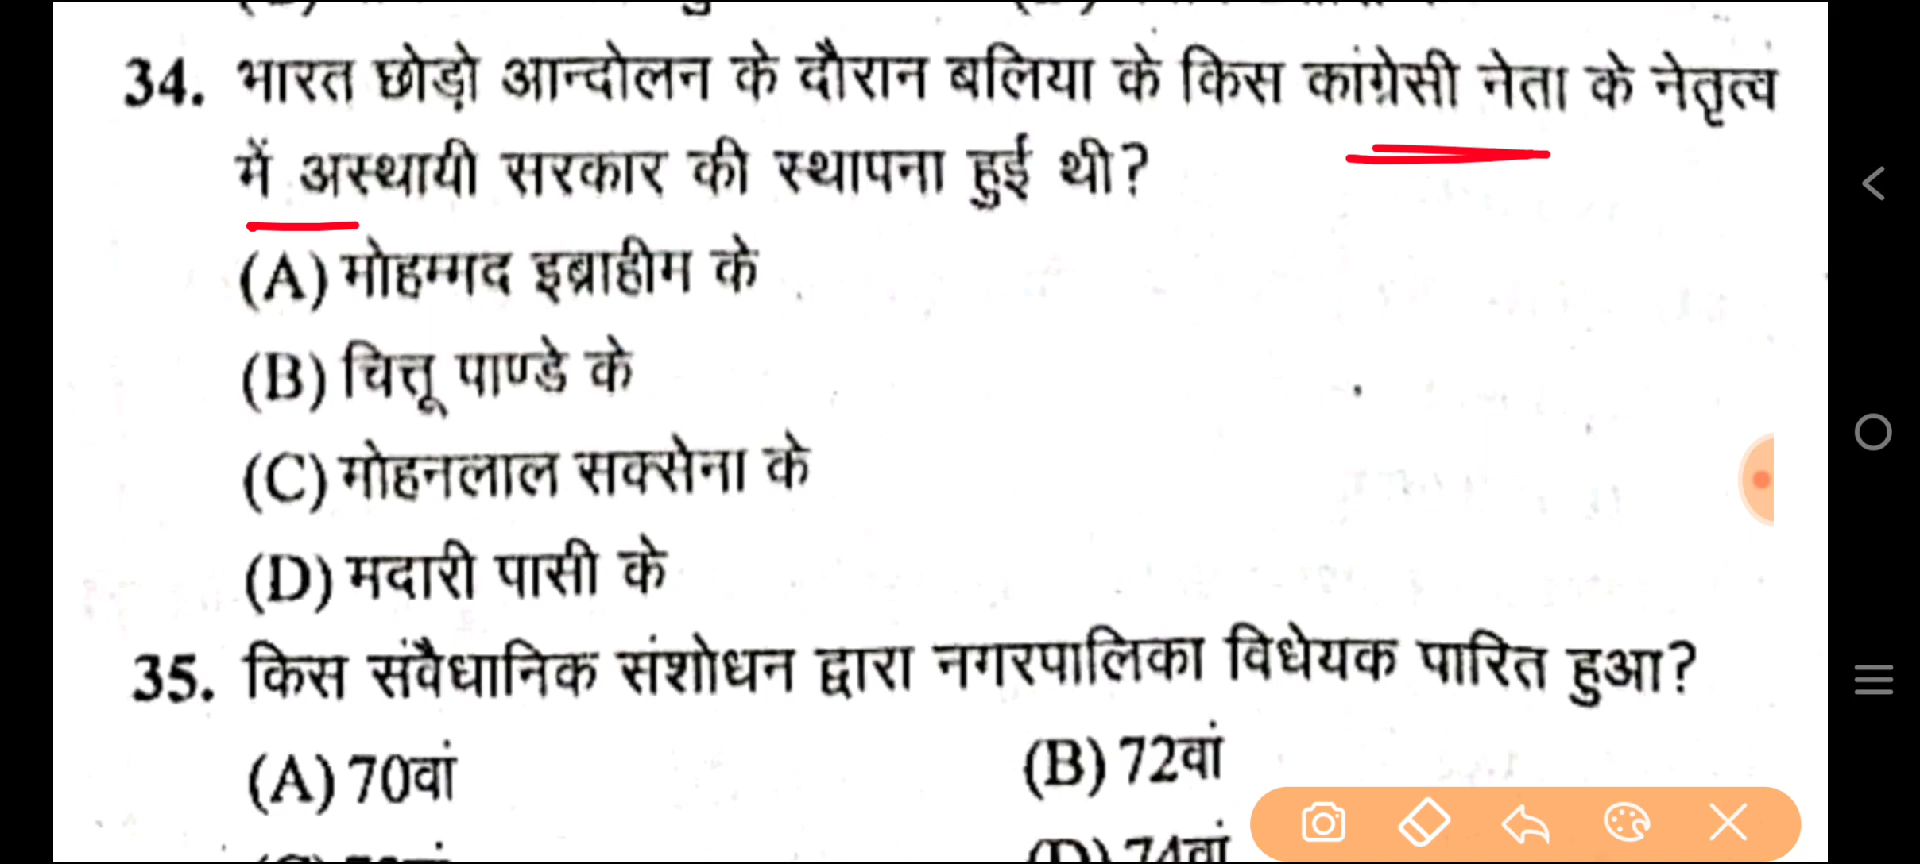 34. भारत छोड़ो आन्दोलन के दौरान बलिया के किस कांग्रेसी नेता के नेतृत्व
में अस्थायी सरकार की स्थापना हुई थी?
(A) मोहम्मद इब्राहीम के
(B) चित्तू पाण्डे के
(C) मोहनलाल सक्सेना के
(D) मदारी पासी के
35. किस संवैधानिक संशोधन द्वारा नगरपालिका विधेयक पारित हुआ?
(A) 70वां (B) 72वां
(D) 74वां